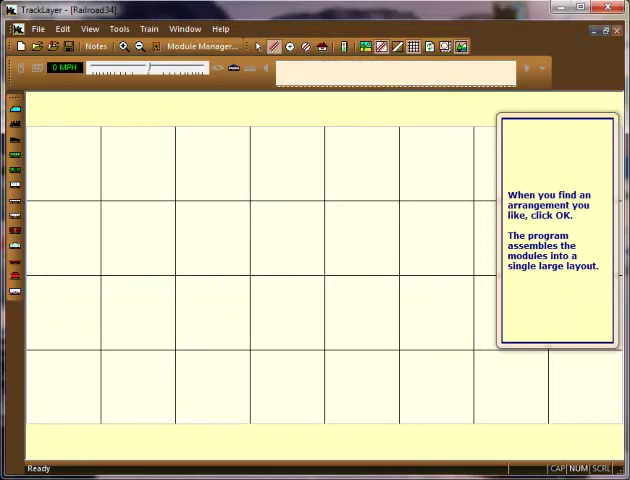 TrackLayer - [Railroad34]
File Edit View Tools Train Window Help
Notes Module Manager...
0 MPH
When you find an
arrangement you
like, click OK.
The program
assembles the
modules into a
single large layout.
Ready CAP NUM SCRL